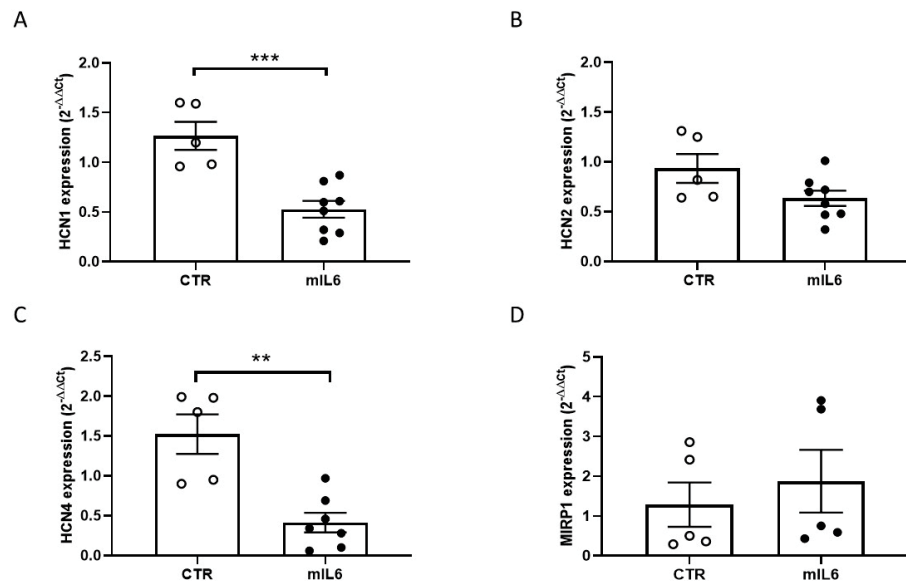 A
HCN1 expression (2-ΔΔCt)
2.0
1.5
1.0
0.5
0.0
***
CTR
mIL6
B
HCN2 expression (2-ΔΔCt)
2.0
1.5
1.0
0.5
0.0
CTR
mIL6
C
HCN4 expression (2-ΔΔCt)
2.5
2.0
1.5
1.0
0.5
0.0
**
CTR
mIL6
D
MIRP1 expression (2-ΔΔCt)
5
4
3
2
1
0
CTR
mIL6